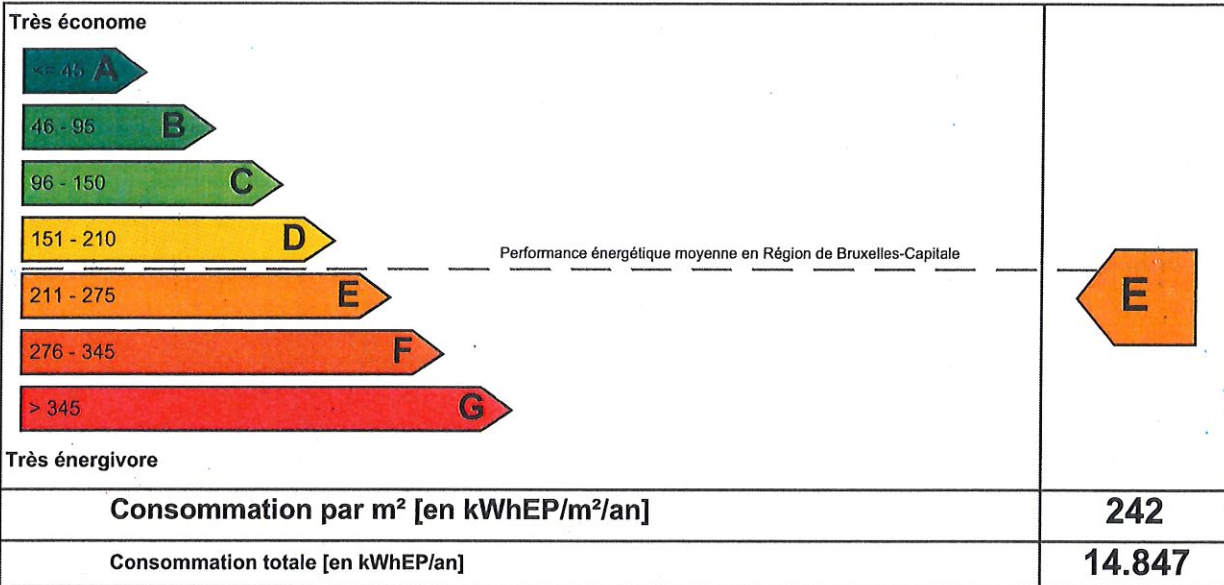 Très économe
<= 45 A
46 - 95 B
96 - 150 C
151 - 210 D
Performance énergétique moyenne en Région de Bruxelles-Capitale
211 - 275 E
E
276 - 345 F
> 345 G
Très énergivore
Consommation par m² [en kWhEP/m²/an] 242
Consommation totale [en kWhEP/an] 14.847